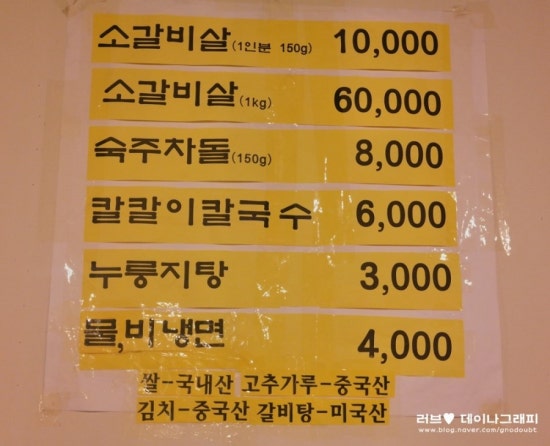 소갈비살(1인분 150g) 10,000
소갈비살(1kg) 60,000
숙주차돌(150g) 8,000
칼칼이칼국수 6,000
누룽지탕 3,000
물,비냉면 4,000
쌀-국내산 고추가루-중국산
김치-중국산 갈비탕-미국산
러브♥ 데이나그래피
www.blog.naver.com/gnodoubt